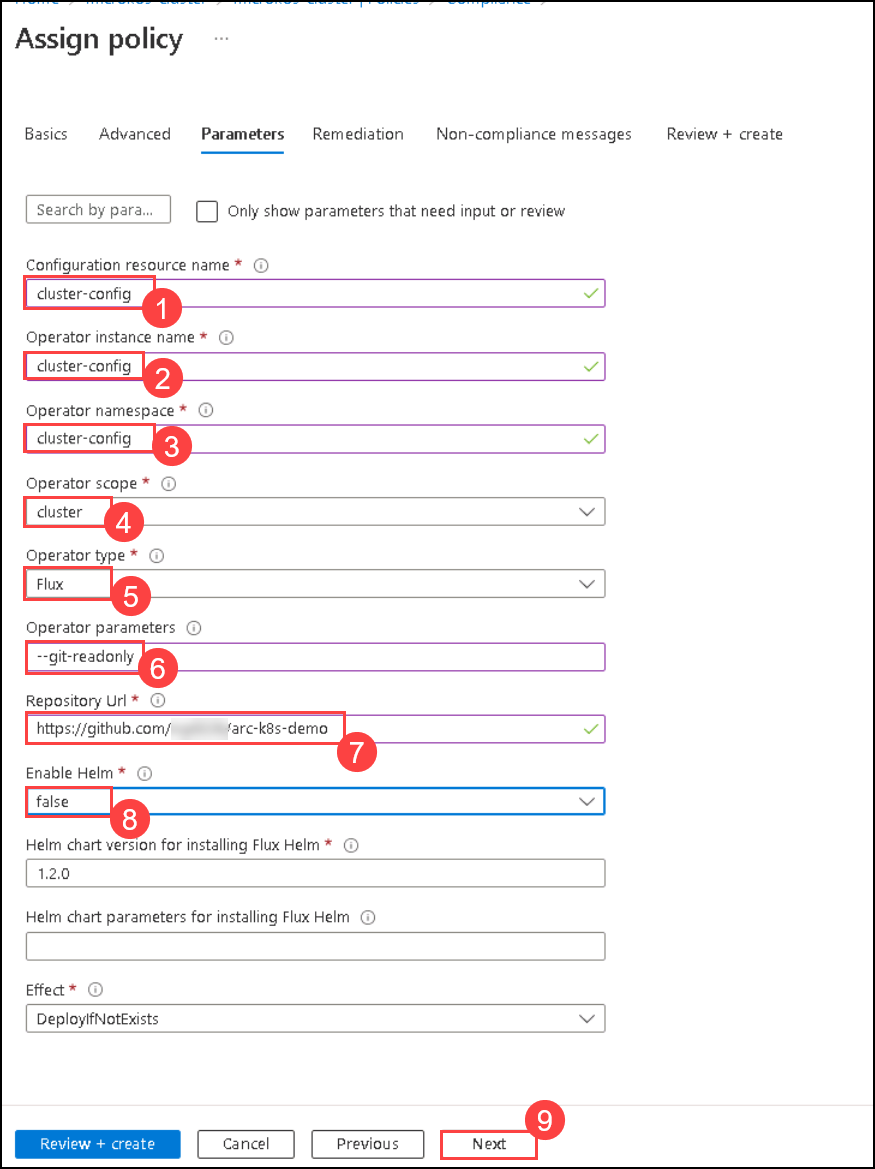 Home > microk8s-cluster > microk8s-cluster | Policies > Compliance >
Assign policy ...
Basics Advanced Parameters Remediation Non-compliance messages Review + create
Search by para... Only show parameters that need input or review
Configuration resource name * 
cluster-config
1
Operator instance name *
cluster-config
2
Operator namespace *
cluster-config
3
Operator scope *
cluster
4
Operator type *
Flux
5
Operator parameters
--git-readonly
6
Repository Url *
https://github.com/ /arc-k8s-demo
7
Enable Helm *
false
8
Helm chart version for installing Flux Helm *
1.2.0
Helm chart parameters for installing Flux Helm
Effect *
DeployIfNotExists
9
Review + create Cancel Previous Next